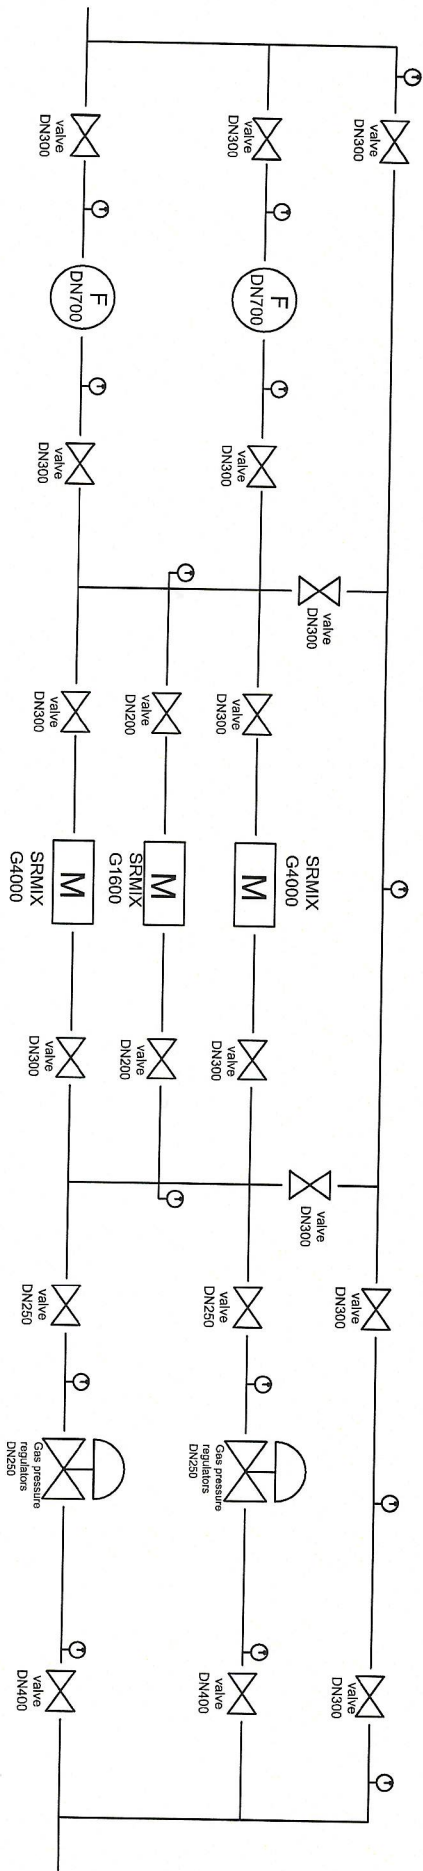 valve
DN300
valve
DN300
valve
DN300
valve
DN300
valve
DN300
valve
DN300
F
DN700
valve
DN300
valve
DN300
SRMIX
G4000
M
valve
DN300
valve
DN250
Gas pressure
regulators
DN250
valve
DN400
valve
DN200
M
SRMIX
G1600
valve
DN200
valve
DN300
F
DN700
valve
DN300
valve
DN300
M
SRMIX
G4000
valve
DN300
valve
DN250
Gas pressure
regulators
DN250
valve
DN400